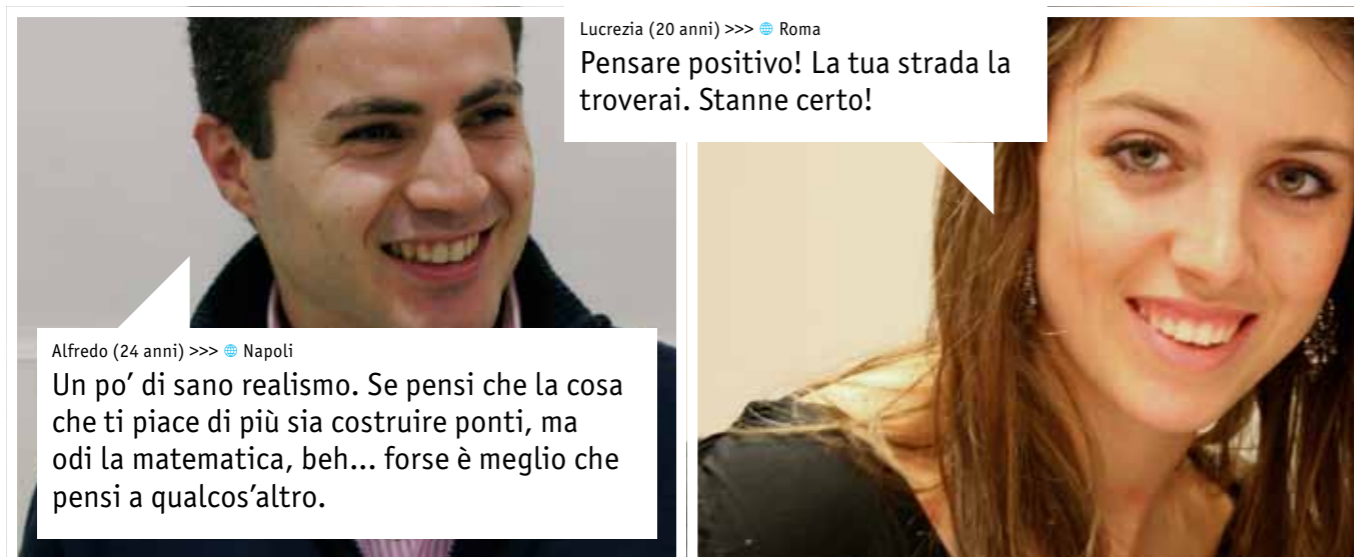 Lucrezia (20 anni) >>> Roma
Pensare positivo! La tua strada la
troverai. Stanne certo!
Alfredo (24 anni) >>> Napoli
Un po’ di sano realismo. Se pensi che la cosa
che ti piace di più sia costruire ponti, ma
odi la matematica, beh... forse è meglio che
pensi a qualcos’altro.